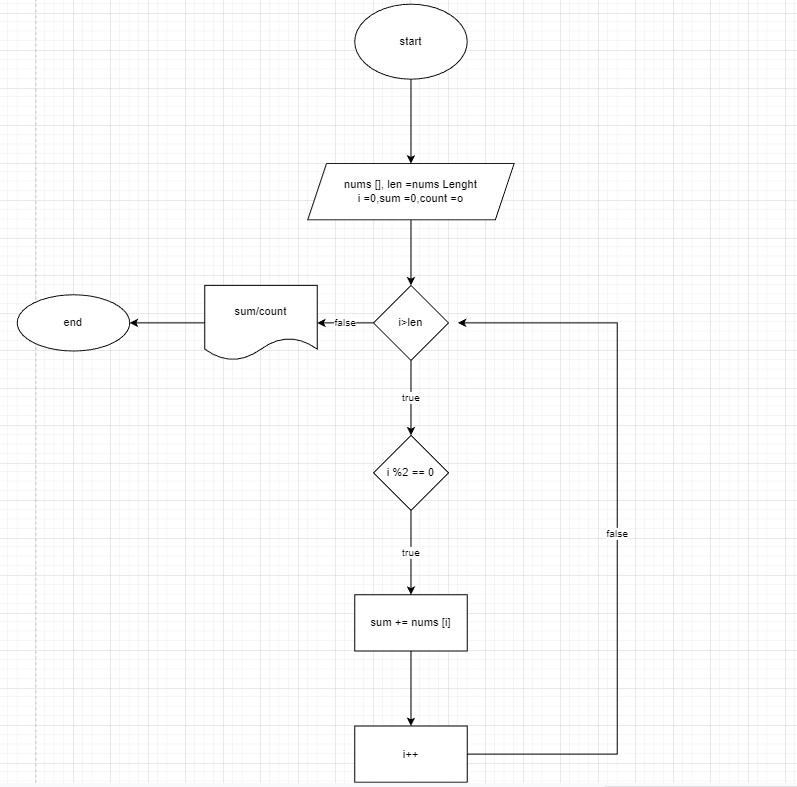 start
nums [], len =nums Lenght
i =0,sum =0,count =o
sum/count
end
false
i>len
true
i %2 == 0
false
true
sum += nums [i]
i++